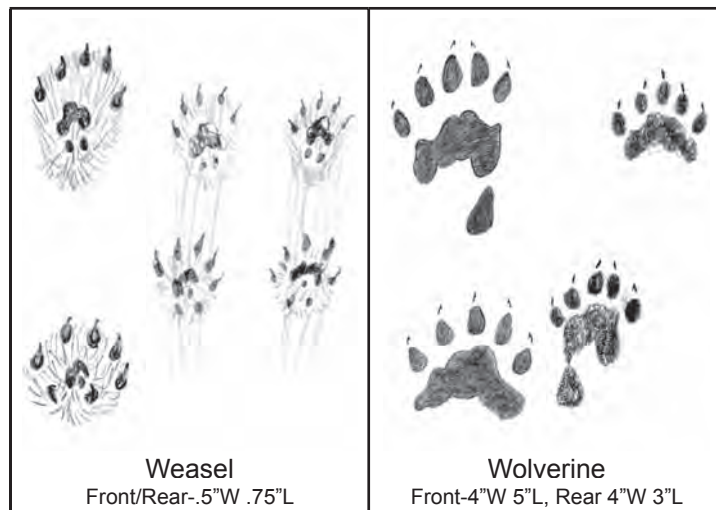 Weasel
Front/Rear-.5”W .75”L
Wolverine
Front-4”W 5”L, Rear 4”W 3”L